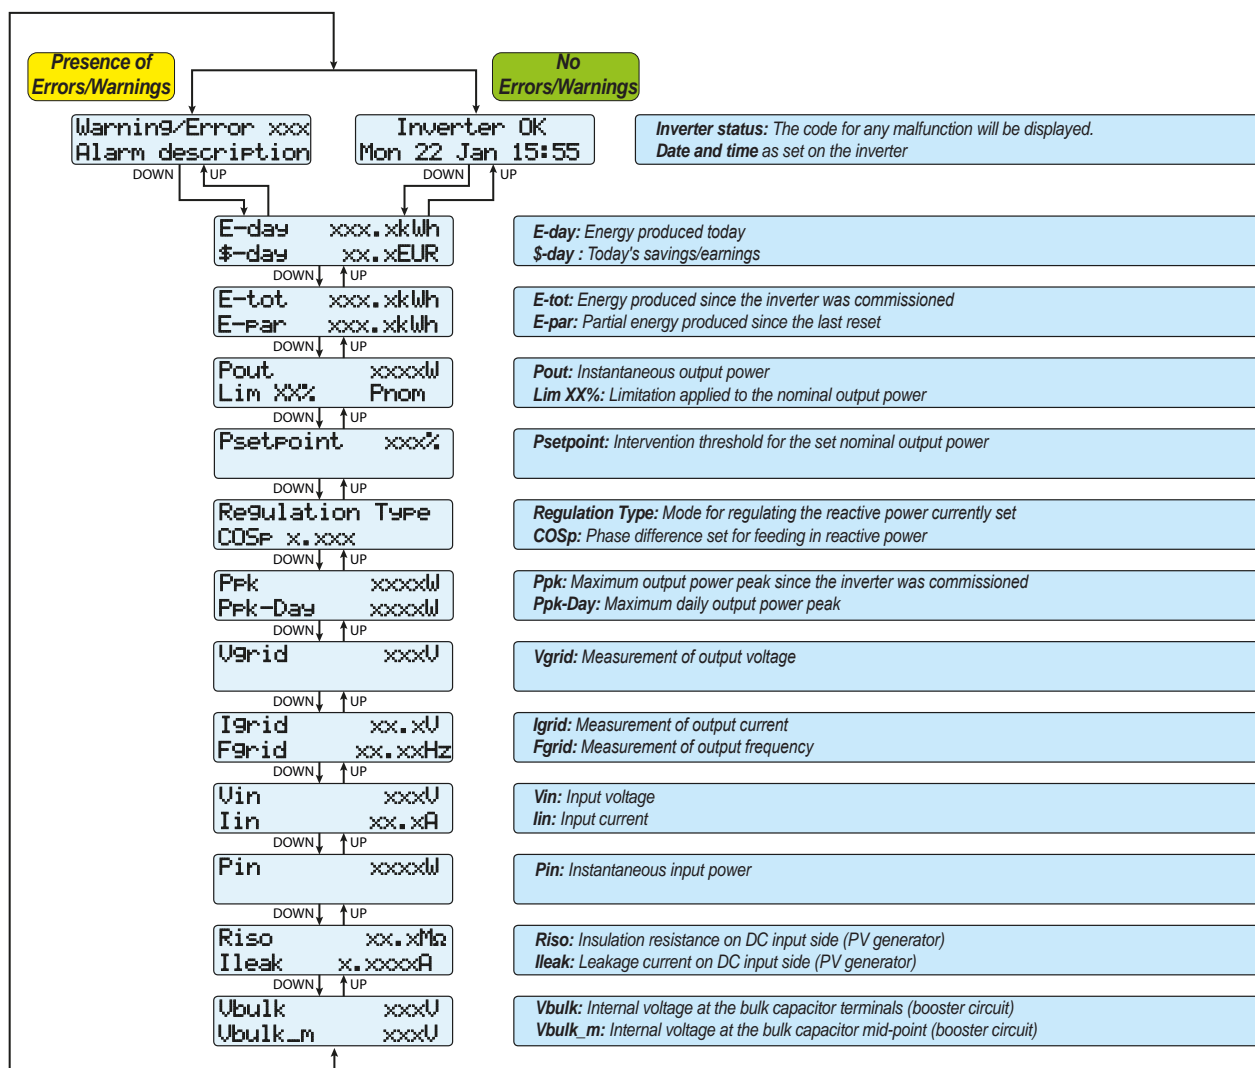 Presence of
Errors/Warnings
No
Errors/Warnings
Warning/Error xxx
Alarm description
Inverter OK
Mon 22 Jan 15:55
Inverter status: The code for any malfunction will be displayed.
Date and time as set on the inverter
DOWN UP
DOWN UP
E-day xxx.xkWh
$-day xx.xEUR
E-day: Energy produced today
$-day : Today's savings/earnings
DOWN UP
E-tot xxx.xkWh
E-par xxx.xkWh
E-tot: Energy produced since the inverter was commissioned
E-par: Partial energy produced since the last reset
DOWN UP
Pout xxxxW
Lim XX% Pnom
Pout: Instantaneous output power
Lim XX%: Limitation applied to the nominal output power
DOWN UP
Psetpoint xxx%
Psetpoint: Intervention threshold for the set nominal output power
DOWN UP
Regulation Type
COSp x.xxx
Regulation Type: Mode for regulating the reactive power currently set
COSp: Phase difference set for feeding in reactive power
DOWN UP
Ppk xxxxW
Ppk-Day xxxxW
Ppk: Maximum output power peak since the inverter was commissioned
Ppk-Day: Maximum daily output power peak
DOWN UP
Vgrid xxxV
Vgrid: Measurement of output voltage
DOWN UP
Igrid xx.xV
Fgrid xx.xxHz
Igrid: Measurement of output current
Fgrid: Measurement of output frequency
DOWN UP
Vin xxxV
Iin xx.xA
Vin: Input voltage
Iin: Input current
DOWN UP
Pin xxxxW
Pin: Instantaneous input power
DOWN UP
Riso xx.xMΩ
Ileak x.xxxxA
Riso: Insulation resistance on DC input side (PV generator)
Ileak: Leakage current on DC input side (PV generator)
DOWN UP
Vbulk xxxV
Vbulk_m xxxV
Vbulk: Internal voltage at the bulk capacitor terminals (booster circuit)
Vbulk_m: Internal voltage at the bulk capacitor mid-point (booster circuit)